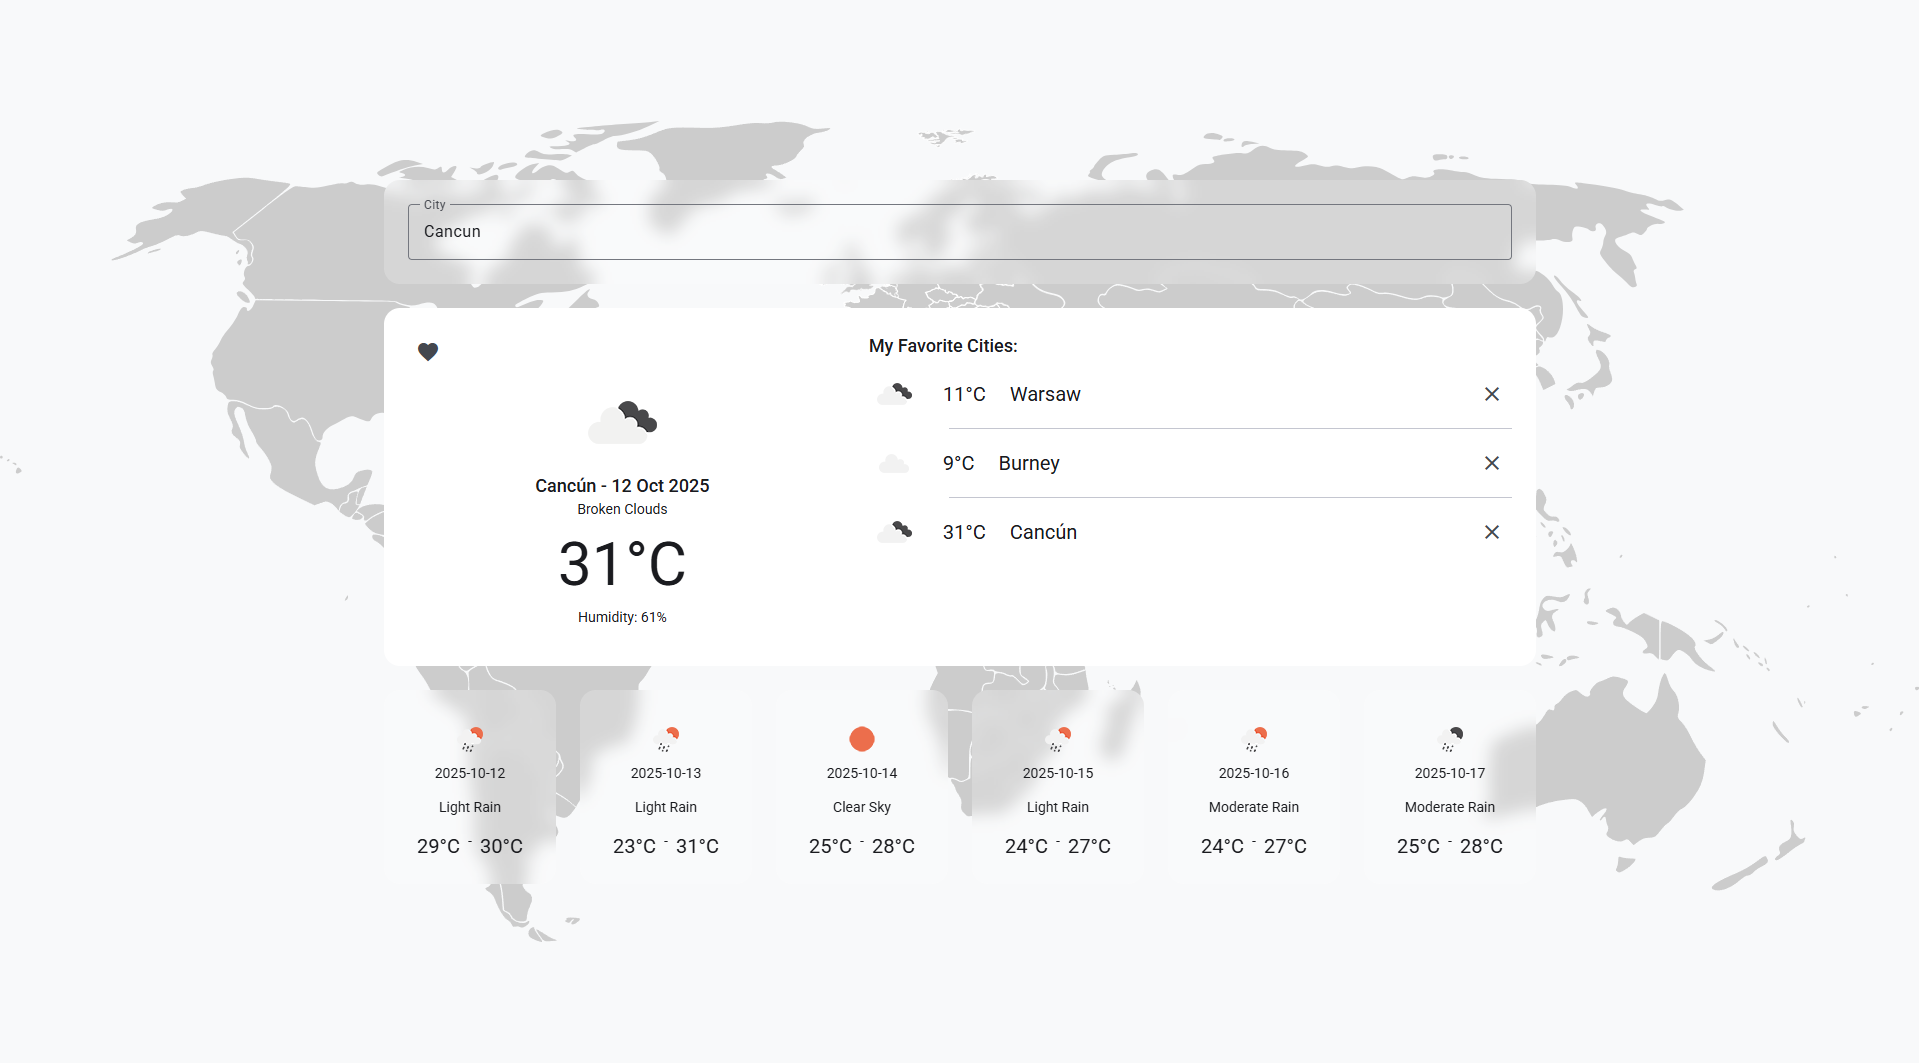 City
Cancun
My Favorite Cities:
11°C Warsaw
9°C Burney
31°C Cancún
Cancún - 12 Oct 2025
Broken Clouds
31°C
Humidity: 61%
2025-10-12
Light Rain
29°C - 30°C
2025-10-13
Light Rain
23°C - 31°C
2025-10-14
Clear Sky
25°C - 28°C
2025-10-15
Light Rain
24°C - 27°C
2025-10-16
Moderate Rain
24°C - 27°C
2025-10-17
Moderate Rain
25°C - 28°C